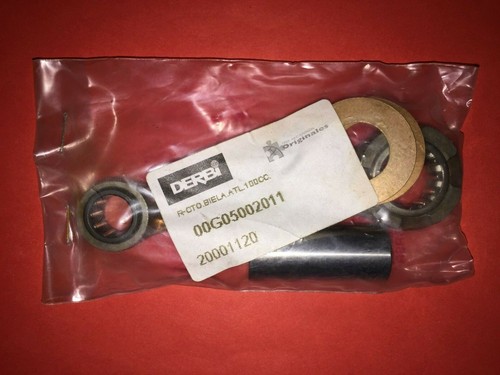 DERBI
Originales
R-CTO.BIELA.ATL.100CC.
00G05002011
20001120